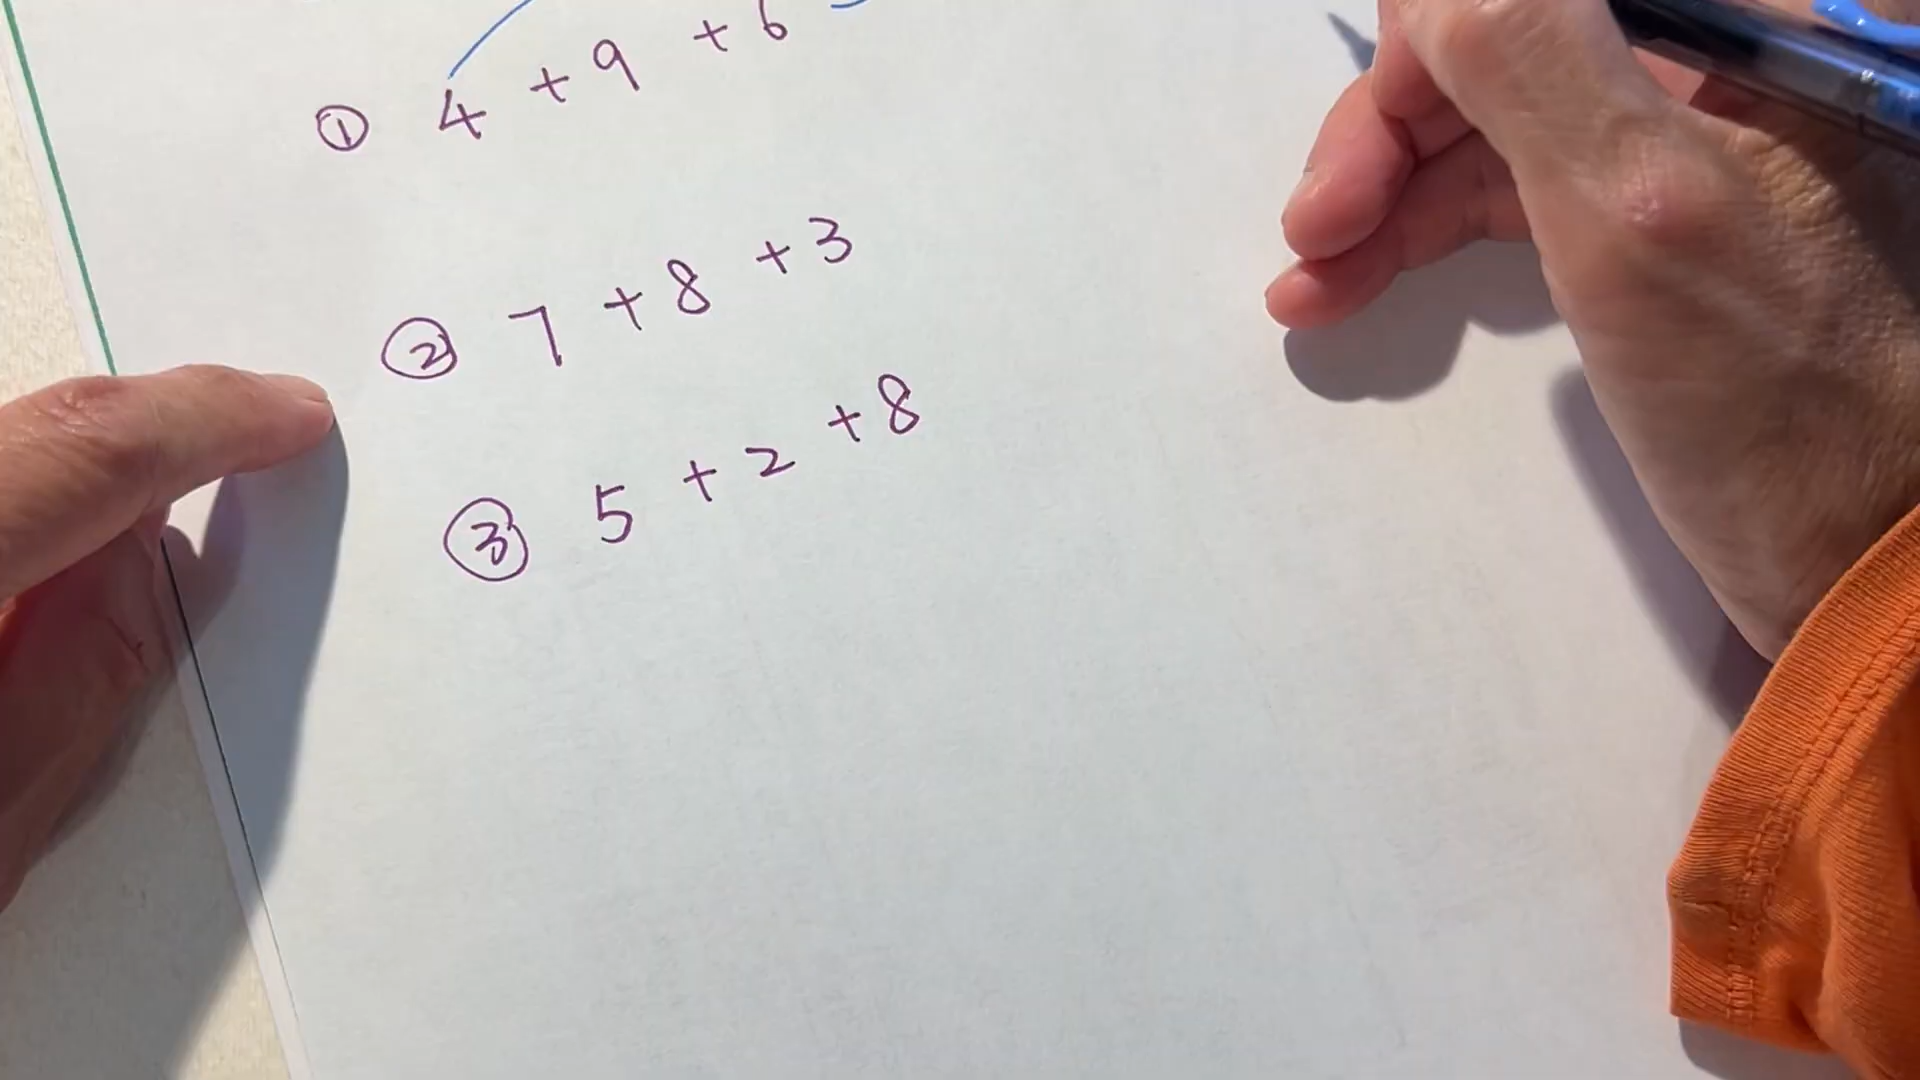 ① 4 + 9 + 6
② 7 + 8 + 3
③ 5 + 2 + 8